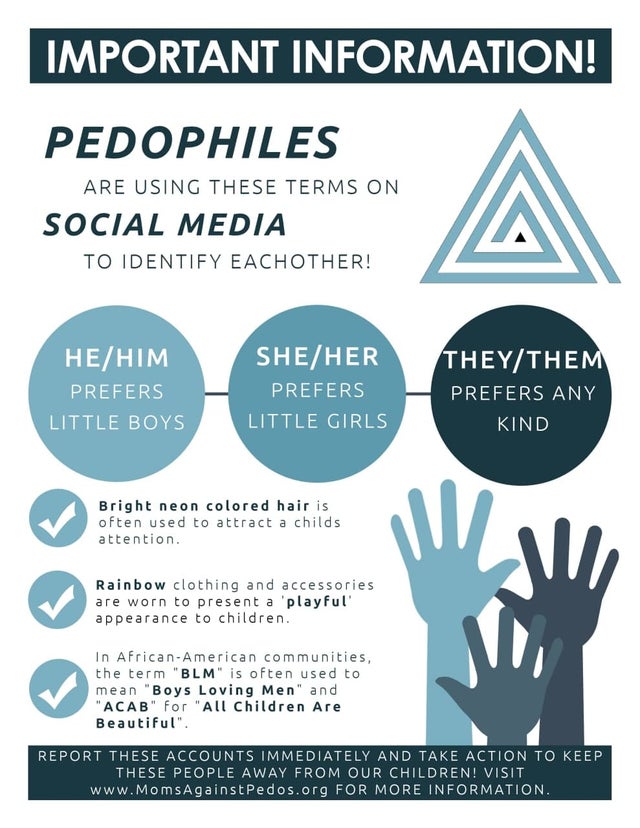 IMPORTANT INFORMATION!
PEDOPHILES
ARE USING THESE TERMS ON
SOCIAL MEDIA
TO IDENTIFY EACHOTHER!
HE/HIM
PREFERS
LITTLE BOYS
SHE/HER
PREFERS
LITTLE GIRLS
THEY/THEM
PREFERS ANY
KIND
Bright neon colored hair is
often used to attract a childs
attention.
Rainbow clothing and accessories
are worn to present a 'playful'
appearance to children.
In African-American communities,
the term "BLM" is often used to
mean "Boys Loving Men" and
"ACAB" for "All Children Are
Beautiful".
REPORT THESE ACCOUNTS IMMEDIATELY AND TAKE ACTION TO KEEP
THESE PEOPLE AWAY FROM OUR CHILDREN! VISIT
www.MomsAgainstPedos.org FOR MORE INFORMATION.